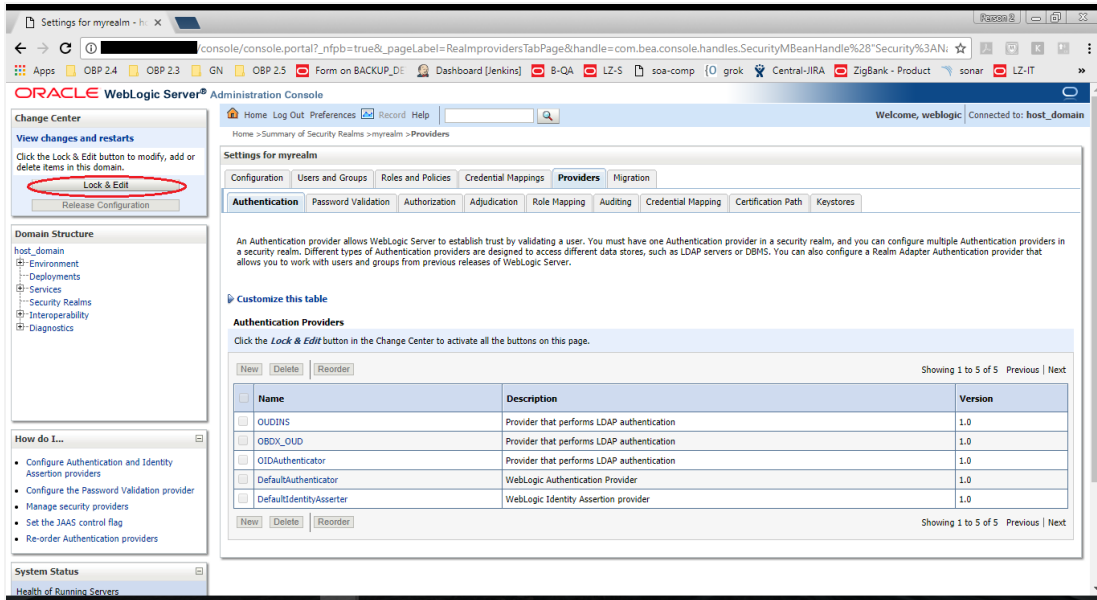 Settings for myrealm - h
Person 2
/console/console.portal?_nfpb=true&_pageLabel=RealmprovidersTabPage&handle=com.bea.console.handles.SecurityMBeanHandle%28"Security%3ANa
Apps OBP 2.4 OBP 2.3 GN OBP 2.5 Form on BACKUP_DE Dashboard [Jenkins] B-QA LZ-S soa-comp {O grok Central-JIRA ZigBank - Product sonar LZ-IT »
ORACLE WebLogic Server® Administration Console
Change Center
View changes and restarts
Click the Lock & Edit button to modify, add or
delete items in this domain.
Lock & Edit
Release Configuration
Domain Structure
host_domain
Environment
Deployments
Services
Security Realms
Interoperability
Diagnostics
How do I...
• Configure Authentication and Identity
Assertion providers
• Configure the Password Validation provider
• Manage security providers
• Set the JAAS control flag
• Re-order Authentication providers
System Status
Health of Running Servers
Home Log Out Preferences Record Help
Welcome, weblogic Connected to: host_domain
Home >Summary of Security Realms >myrealm >Providers
Settings for myrealm
Configuration Users and Groups Roles and Policies Credential Mappings Providers Migration
Authentication Password Validation Authorization Adjudication Role Mapping Auditing Credential Mapping Certification Path Keystores
An Authentication provider allows WebLogic Server to establish trust by validating a user. You must have one Authentication provider in a security realm, and you can configure multiple Authentication providers in
a security realm. Different types of Authentication providers are designed to access different data stores, such as LDAP servers or DBMS. You can also configure a Realm Adapter Authentication provider that
allows you to work with users and groups from previous releases of WebLogic Server.
Customize this table
Authentication Providers
Click the Lock & Edit button in the Change Center to activate all the buttons on this page.
New Delete Reorder
Showing 1 to 5 of 5 Previous | Next
Name Description Version
OUDINS Provider that performs LDAP authentication 1.0
OBDX_OUD Provider that performs LDAP authentication 1.0
OIDAuthenticator Provider that performs LDAP authentication 1.0
DefaultAuthenticator WebLogic Authentication Provider 1.0
DefaultIdentityAsserter WebLogic Identity Assertion provider 1.0
New Delete Reorder
Showing 1 to 5 of 5 Previous | Next